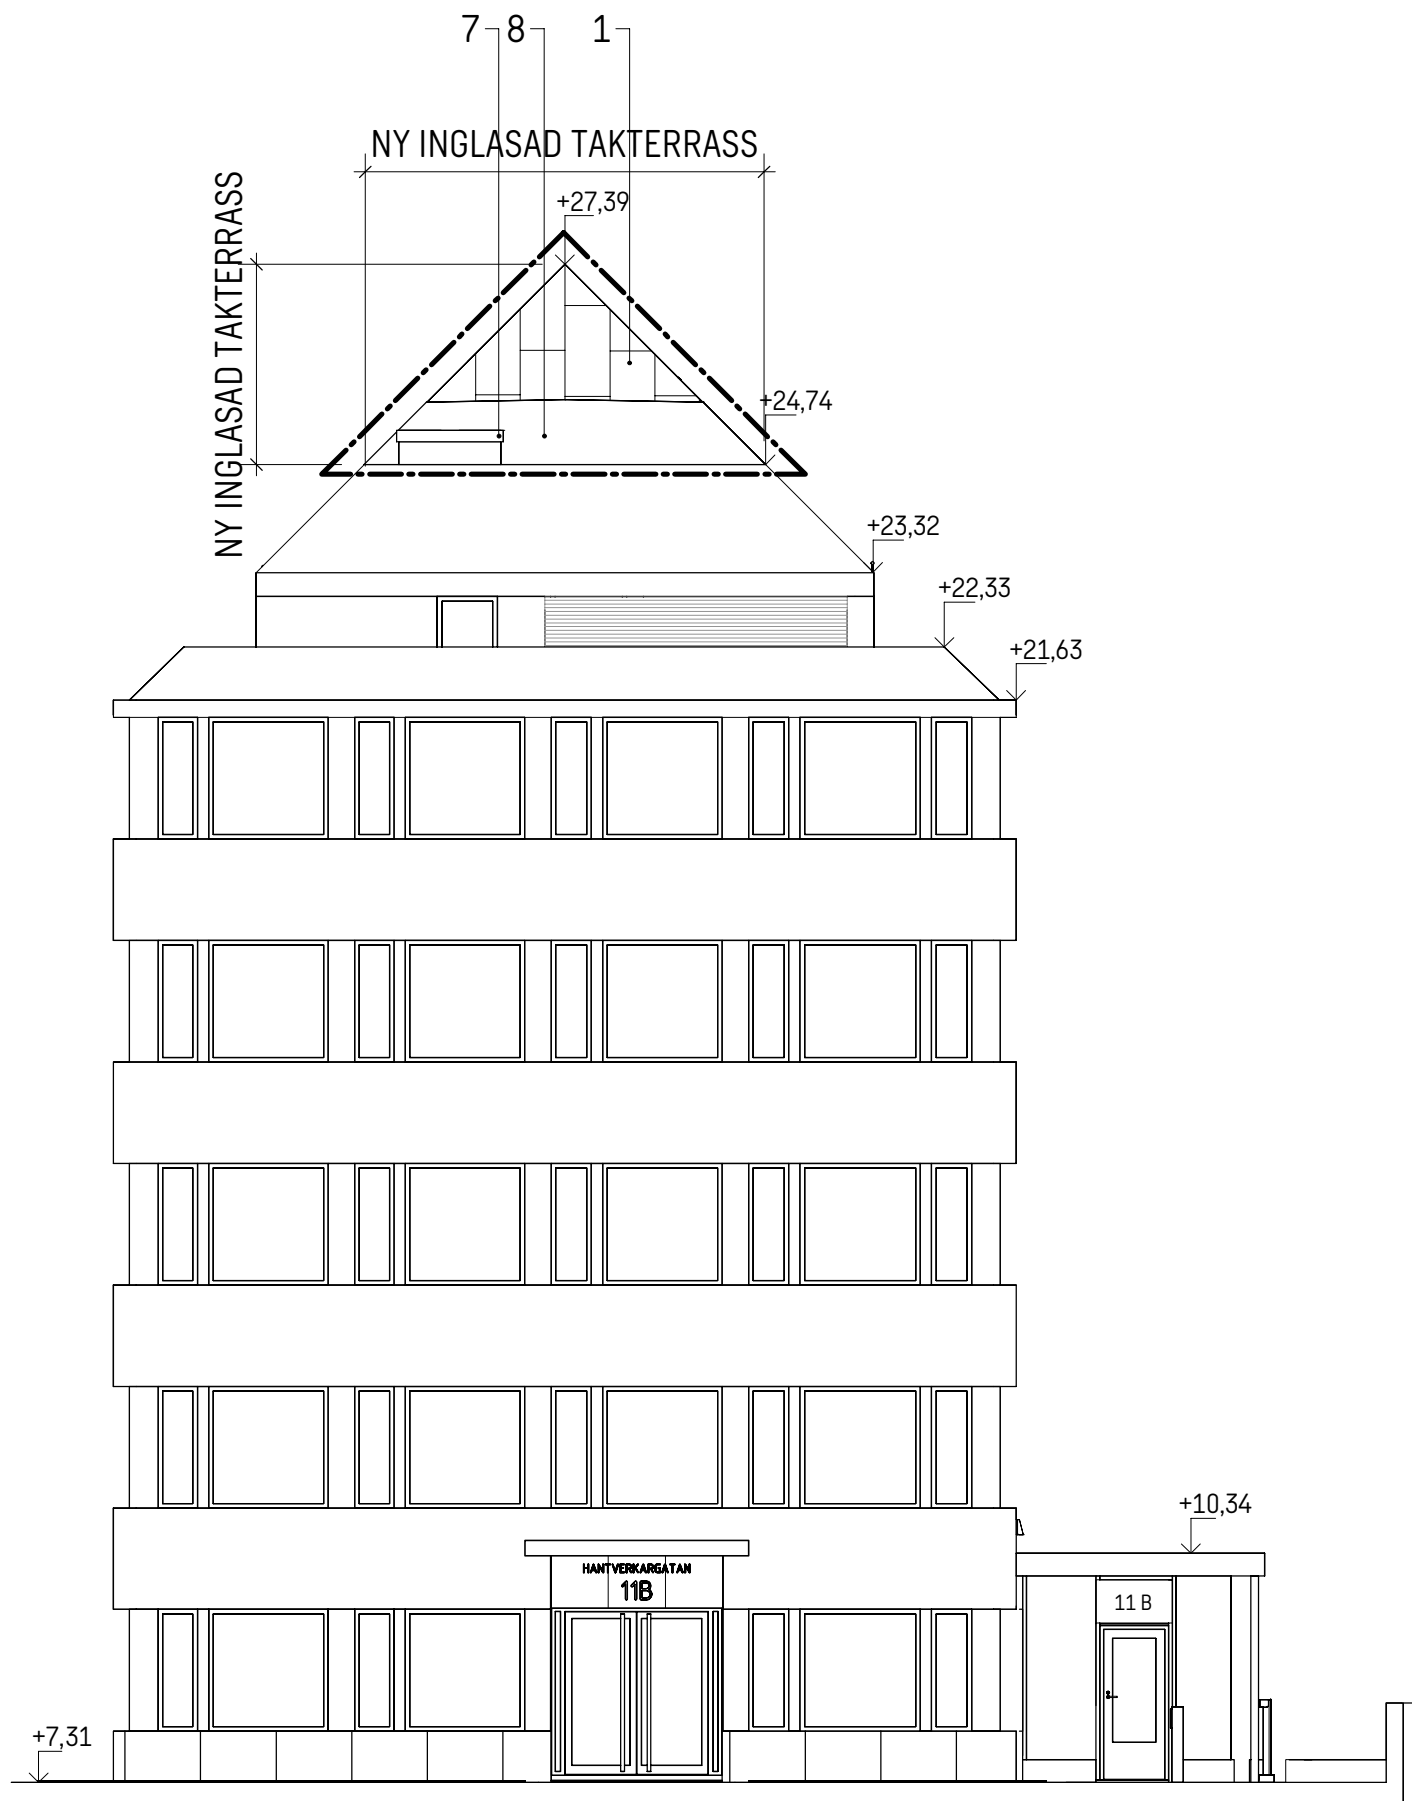 7 8 1
NY INGLASAD TAKTERRASS
NY INGLASAD TAKTERRASS
+27,39
+24,74
+23,32
+22,33
+21,63
+10,34
HANTVERKARGATAN
11B
11 B
+7,31